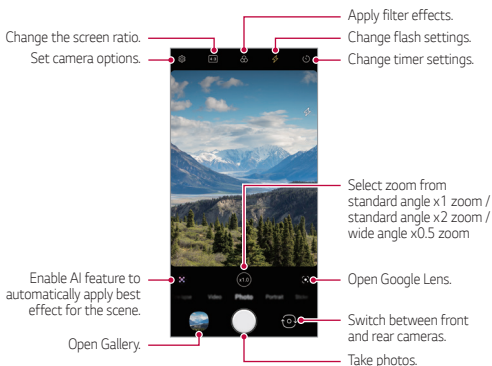 Apply filter effects.
Change the screen ratio.
Change flash settings.
Set camera options.
Change timer settings.
Select zoom from
standard angle x1 zoom /
standard angle x2 zoom /
wide angle x0.5 zoom
x1.0
Enable AI feature to
automatically apply best
effect for the scene.
Open Google Lens.
Video Photo Portrait
Switch between front
and rear cameras.
Open Gallery.
Take photos.